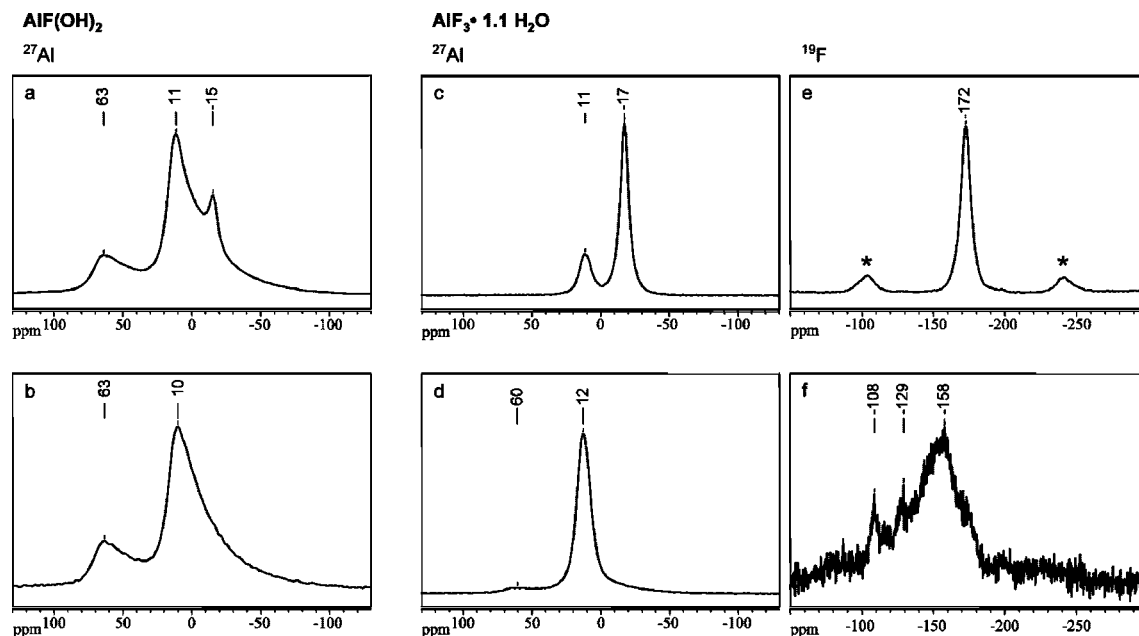 AlF(OH)₂
AlF₃• 1.1 H₂O
²⁷Al
²⁷Al
¹⁹F
a
63
11
-15
ppm 100 50 0 -50 -100
c
11
-17
ppm 100 50 0 -50 -100
e
-172
* *
ppm -100 -150 -200 -250
b
63
10
ppm 100 50 0 -50 -100
d
60
12
ppm 100 50 0 -50 -100
f
-108
-129
-158
ppm -100 -150 -200 -250